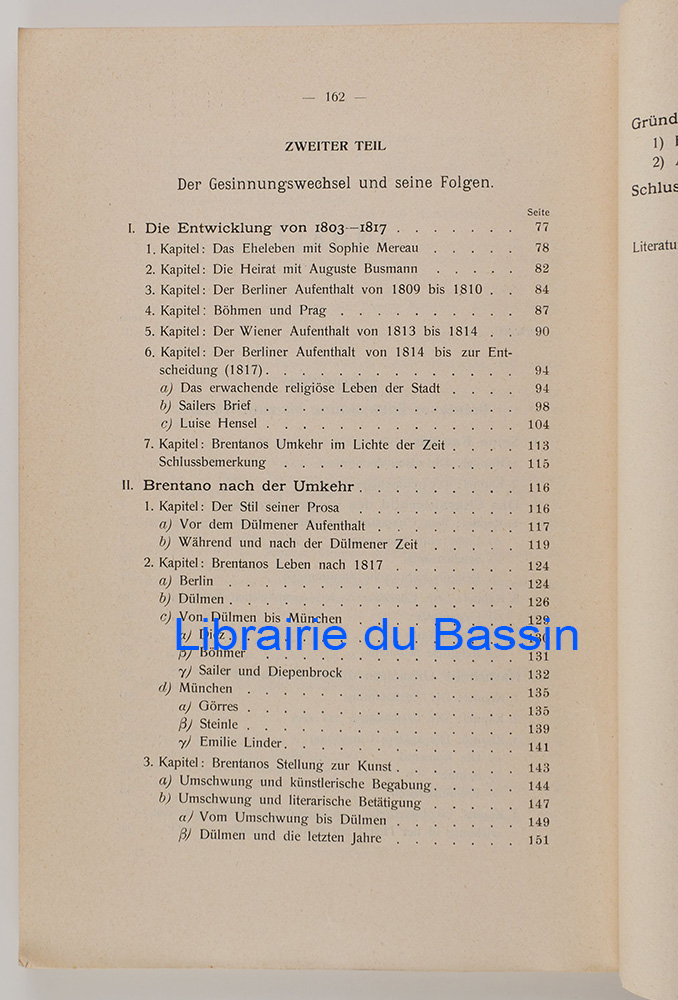 — 162 —
ZWEITER TEIL
Der Gesinnungswechsel und seine Folgen.
Seite
I. Die Entwicklung von 1803—1817 . . . . . . . 77
1. Kapitel: Das Eheleben mit Sophie Mereau . . . . . 78
2. Kapitel: Die Heirat mit Auguste Busmann . . . . . 82
3. Kapitel: Der Berliner Aufenthalt von 1809 bis 1810 . . 84
4. Kapitel: Böhmen und Prag . . . . . . . . . . 87
5. Kapitel: Der Wiener Aufenthalt von 1813 bis 1814 . . 90
6. Kapitel: Der Berliner Aufenthalt von 1814 bis zur Ent-
scheidung (1817) . . . . . . . . . . . . . . 94
a) Das erwachende religiöse Leben der Stadt . . . . 94
b) Sailers Brief . . . . . . . . . . . . . . 98
c) Luise Hensel . . . . . . . . . . . . . . 104
7. Kapitel: Brentanos Umkehr im Lichte der Zeit . . . . 113
Schlussbemerkung . . . . . . . . . . . . . 115
II. Brentano nach der Umkehr . . . . . . . . . 116
1. Kapitel: Der Stil seiner Prosa . . . . . . . . . 116
a) Vor dem Dülmener Aufenthalt . . . . . . . . 117
b) Während und nach der Dülmener Zeit . . . . . 119
2. Kapitel: Brentanos Leben nach 1817 . . . . . . . 124
a) Berlin . . . . . . . . . . . . . . . . 124
b) Dülmen . . . . . . . . . . . . . . . . 126
c) Von Dülmen bis München . . . . . . . . . 129
α) Diez . . . . . . . . . . . . . . . . 130
Librairie du Bassin
β) Böhmer . . . . . . . . . . . . . . 131
γ) Sailer und Diepenbrock . . . . . . . . . 132
d) München . . . . . . . . . . . . . . . 135
α) Görres . . . . . . . . . . . . . . . 135
β) Steinle . . . . . . . . . . . . . . . 139
γ) Emilie Linder . . . . . . . . . . . . . 141
3. Kapitel: Brentanos Stellung zur Kunst . . . . . . . 143
a) Umschwung und künstlerische Begabung . . . . . 144
b) Umschwung und literarische Betätigung . . . . . 147
α) Vom Umschwung bis Dülmen . . . . . . . 149
β) Dülmen und die letzten Jahre . . . . . . . 151
Gründ
1)
2)
Schlus
Literatu